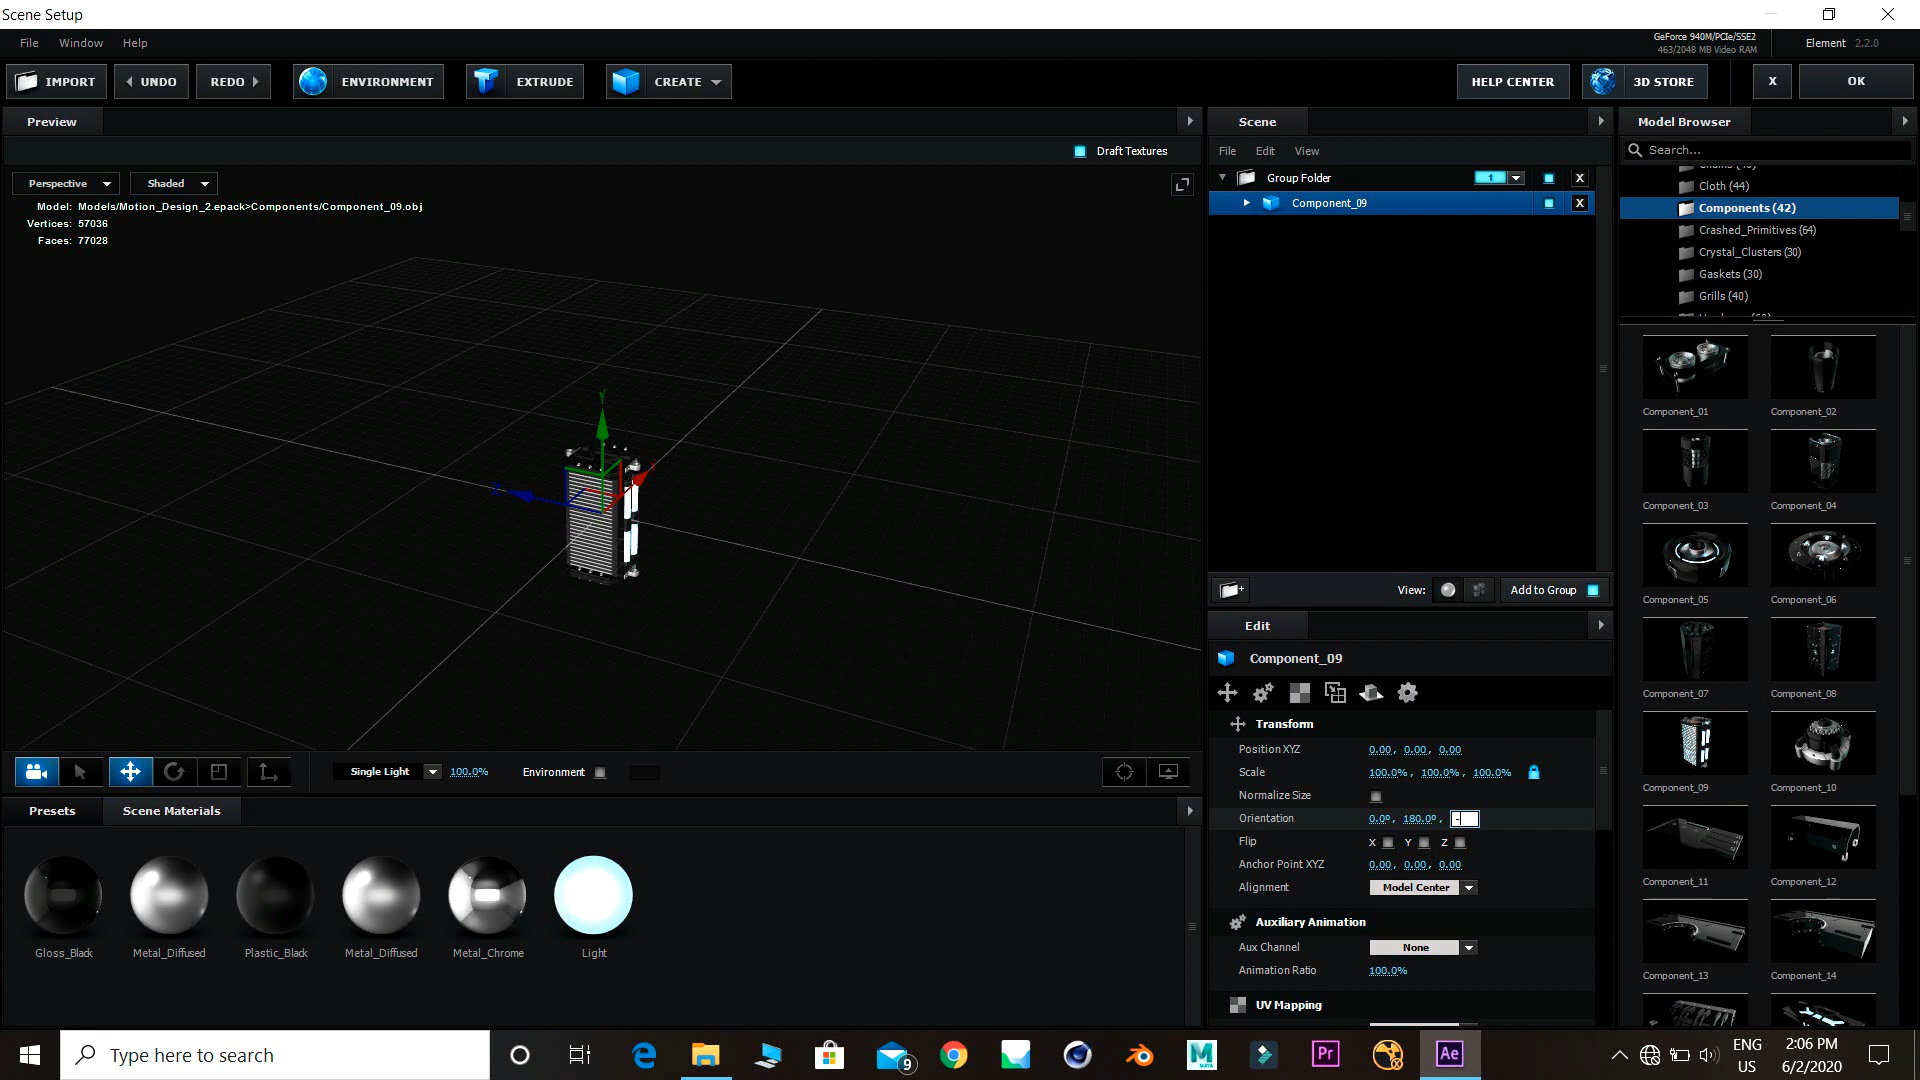 Scene Setup
File Window Help
GeForce 940M/PCIe/SSE2
463/2048 MB Video RAM
Element 2.2.0
IMPORT
UNDO
REDO
ENVIRONMENT
EXTRUDE
CREATE
HELP CENTER
3D STORE
X
OK
Preview
Draft Textures
Perspective
Shaded
Model: Models/Motion_Design_2.epack>Components/Component_09.obj
Vertices: 57036
Faces: 77028
Y
Single Light
100.0%
Environment
Presets
Scene Materials
Gloss_Black
Metal_Diffused
Plastic_Black
Metal_Diffused
Metal_Chrome
Light
Scene
File Edit View
Group Folder
1
X
Component_09
X
View:
Add to Group
Edit
Component_09
Transform
Position XYZ 0.00, 0.00, 0.00
Scale 100.0%, 100.0%, 100.0%
Normalize Size
Orientation 0.0º, 180.0º, -
Flip X Y Z
Anchor Point XYZ 0.00, 0.00, 0.00
Alignment Model Center
Auxiliary Animation
Aux Channel None
Animation Ratio 100.0%
UV Mapping
Model Browser
Search...
Cloth (44)
Components (42)
Crashed_Primitives (64)
Crystal_Clusters (30)
Gaskets (30)
Grills (40)
Component_01
Component_02
Component_03
Component_04
Component_05
Component_06
Component_07
Component_08
Component_09
Component_10
Component_11
Component_12
Component_13
Component_14
Type here to search
9
MAYA
Pr
Ae
ENG
US
2:06 PM
6/2/2020